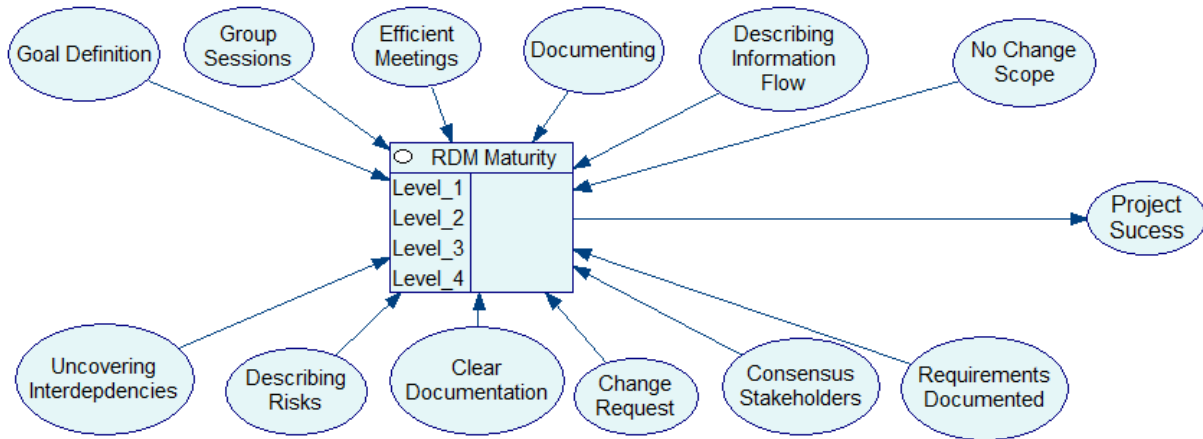 Goal Definition
Group
Sessions
Efficient
Meetings
Documenting
Describing
Information
Flow
No Change
Scope
RDM Maturity
Level_1
Level_2
Level_3
Level_4
Project
Sucess
Uncovering
Interdepdencies
Describing
Risks
Clear
Documentation
Change
Request
Consensus
Stakeholders
Requirements
Documented